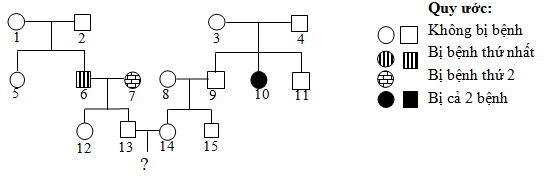 Quy ước:
Không bị bệnh
Bị bệnh thứ nhất
Bị bệnh thứ 2
Bị cả 2 bệnh
1 2 3 4
5 6 7 8 9 10 11
12 13 14 15
?